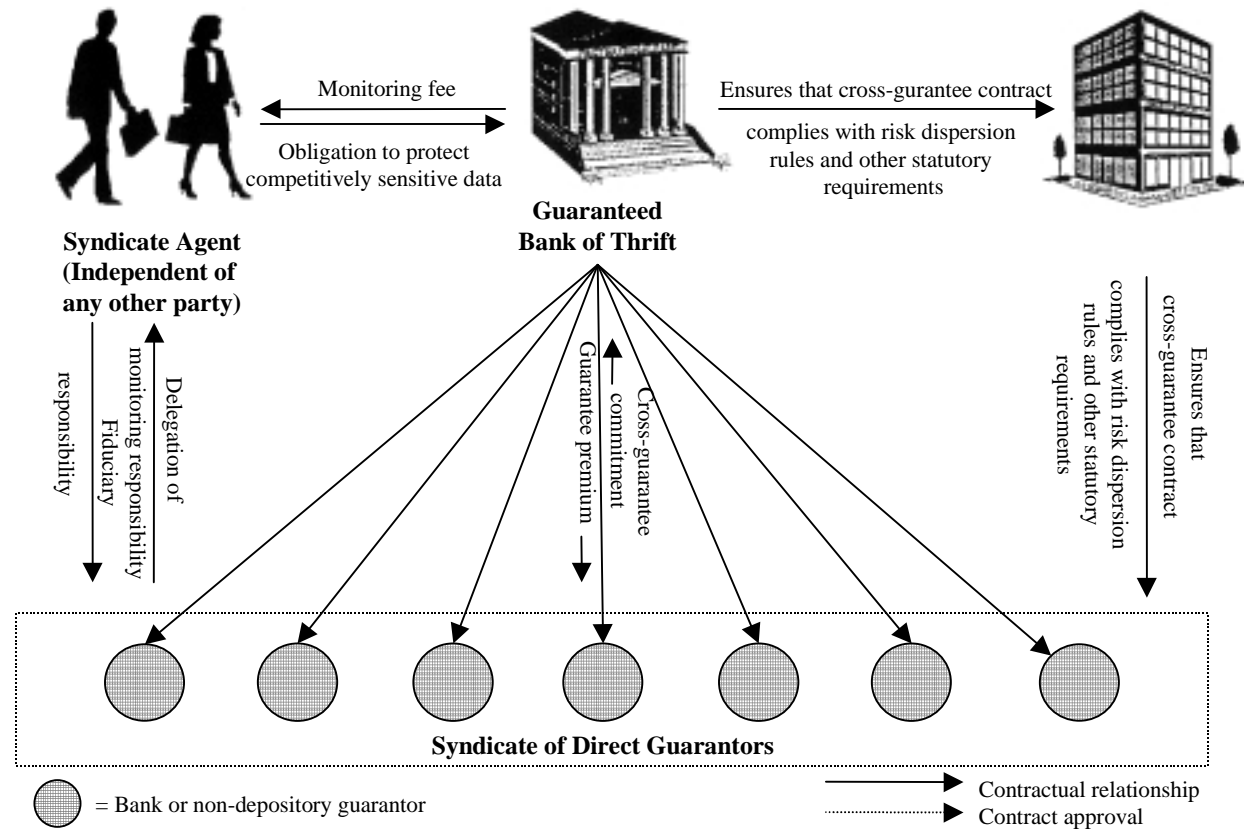 Monitoring fee
Obligation to protect
competitively sensitive data
Ensures that cross-gurantee contract
complies with risk dispersion
rules and other statutory
requirements
Syndicate Agent
(Independent of
any other party)
Guaranteed
Bank of Thrift
Delegation of
monitoring responsibility
Fiduciary
responsibility
Cross-guarantee
commitment
Guarantee premium
Ensures that
cross-guarantee contract
complies with risk dispersion
rules and other statutory
requirements
Syndicate of Direct Guarantors
= Bank or non-depository guarantor
Contractual relationship
Contract approval